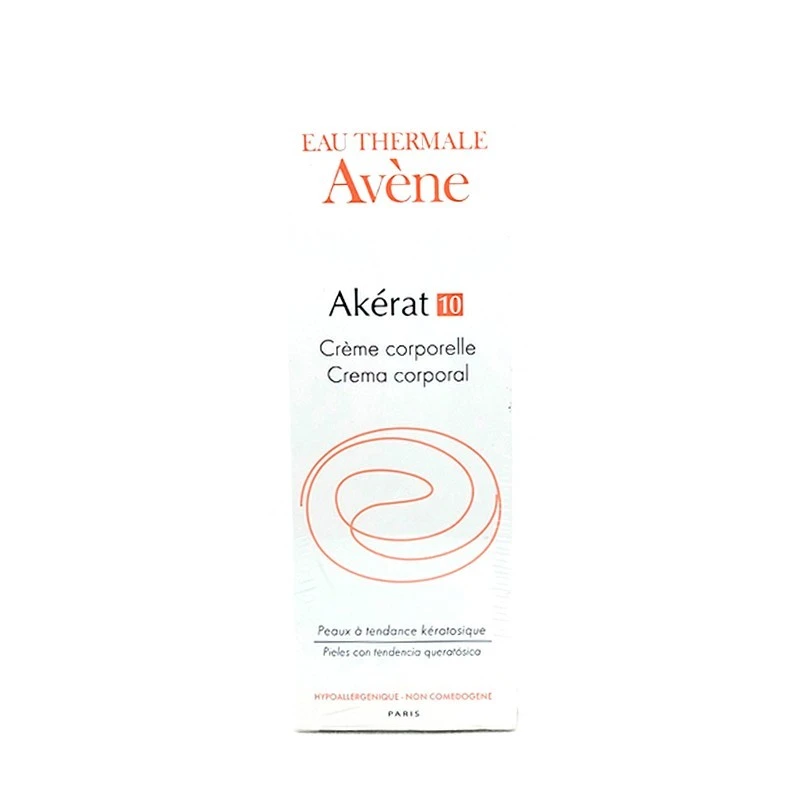 EAU THERMALE
Avène
Akérat 10
Crème corporelle
Crema corporal
Peaux à tendance kératosique
Pieles con tendencia queratósica
HYPOALLERGENIQUE - NON COMEDOGENE
PARIS